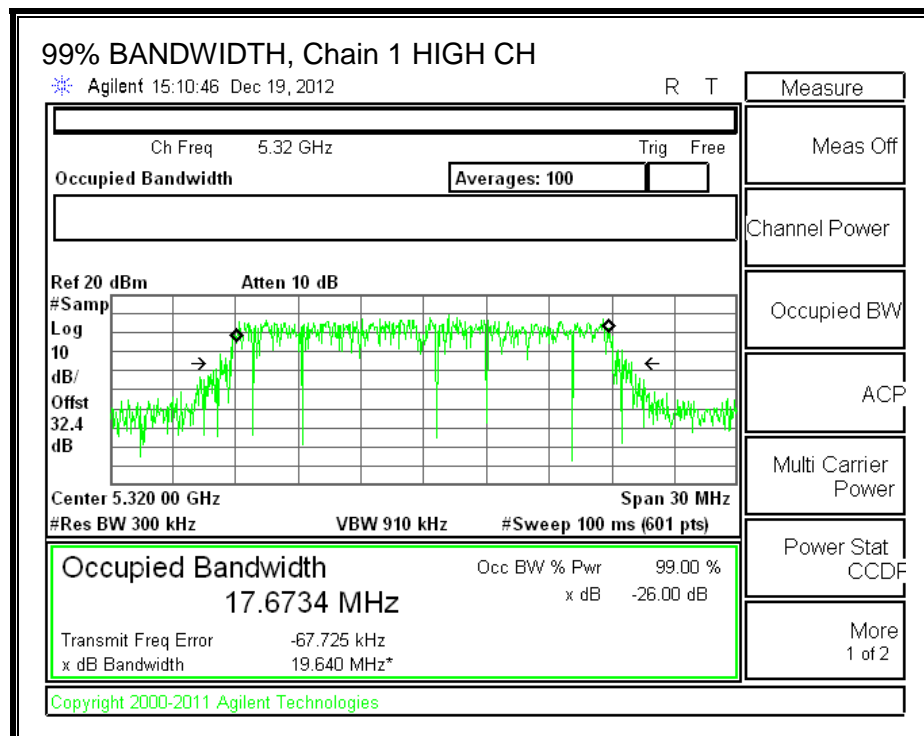 99% BANDWIDTH, Chain 1 HIGH CH
Agilent 15:10:46 Dec 19, 2012 R T
Measure
Ch Freq 5.32 GHz Trig Free
Occupied Bandwidth Averages: 100
Ref 20 dBm Atten 10 dB
#Samp
Log
10
dB/
Offst
32.4
dB
Center 5.320 00 GHz Span 30 MHz
#Res BW 300 kHz VBW 910 kHz #Sweep 100 ms (601 pts)
Occupied Bandwidth Occ BW % Pwr 99.00 %
17.6734 MHz x dB -26.00 dB
Transmit Freq Error -67.725 kHz
x dB Bandwidth 19.640 MHz*
Copyright 2000-2011 Agilent Technologies
Meas Off
Channel Power
Occupied BW
ACP
Multi Carrier
Power
Power Stat
CCDF
More
1 of 2